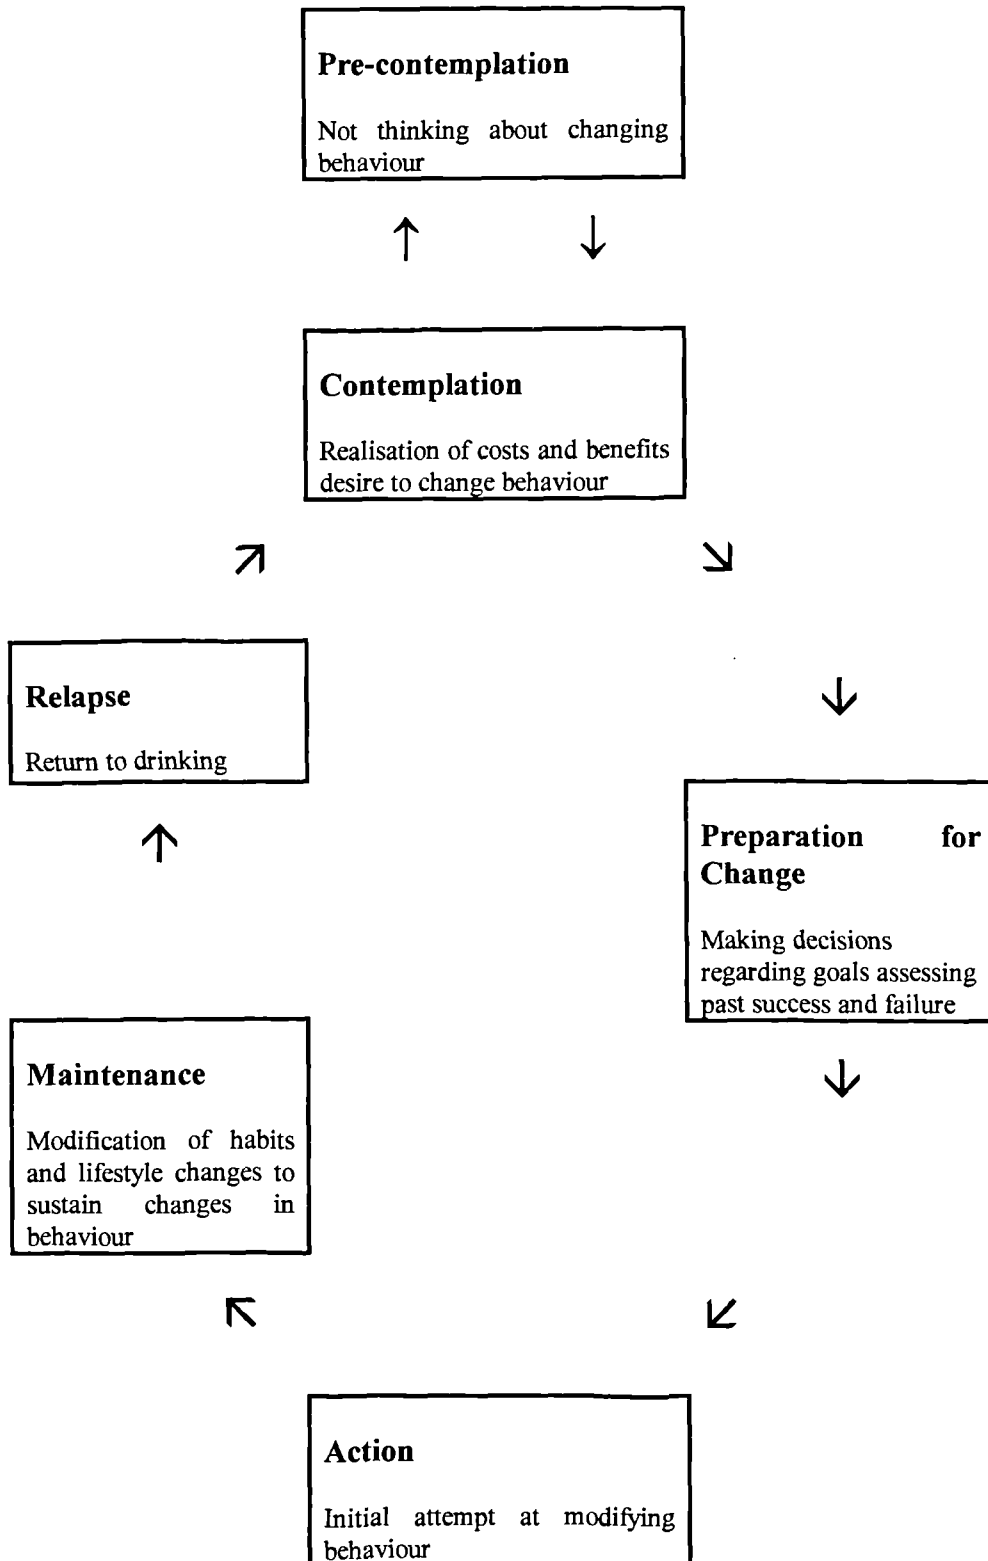 Pre-contemplation
Not thinking about changing
behaviour
Contemplation
Realisation of costs and benefits
desire to change behaviour
Relapse
Return to drinking
Preparation for
Change
Making decisions
regarding goals assessing
past success and failure
Maintenance
Modification of habits
and lifestyle changes to
sustain changes in
behaviour
Action
Initial attempt at modifying
behaviour